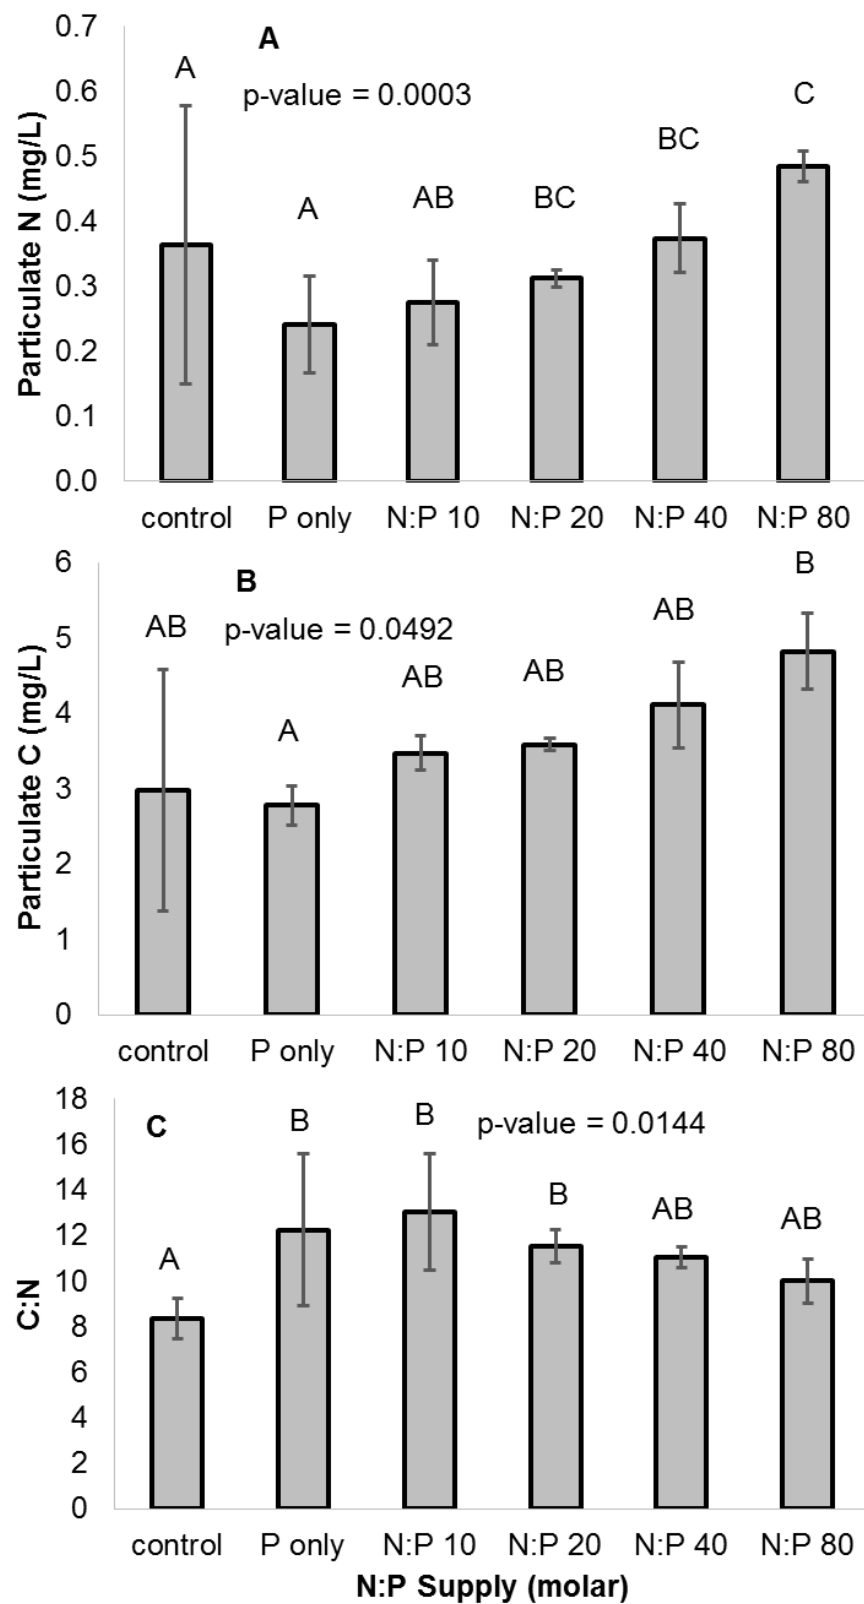 A
p-value = 0.0003
Particulate N (mg/L)
0.7
0.6
0.5
0.4
0.3
0.2
0.1
0.0
A
A
AB
BC
BC
C
control P only N:P 10 N:P 20 N:P 40 N:P 80
B
p-value = 0.0492
Particulate C (mg/L)
6
5
4
3
2
1
0
AB
A
AB
AB
AB
B
control P only N:P 10 N:P 20 N:P 40 N:P 80
C
p-value = 0.0144
C:N
18
16
14
12
10
8
6
4
2
0
A
B
B
B
AB
AB
control P only N:P 10 N:P 20 N:P 40 N:P 80
N:P Supply (molar)